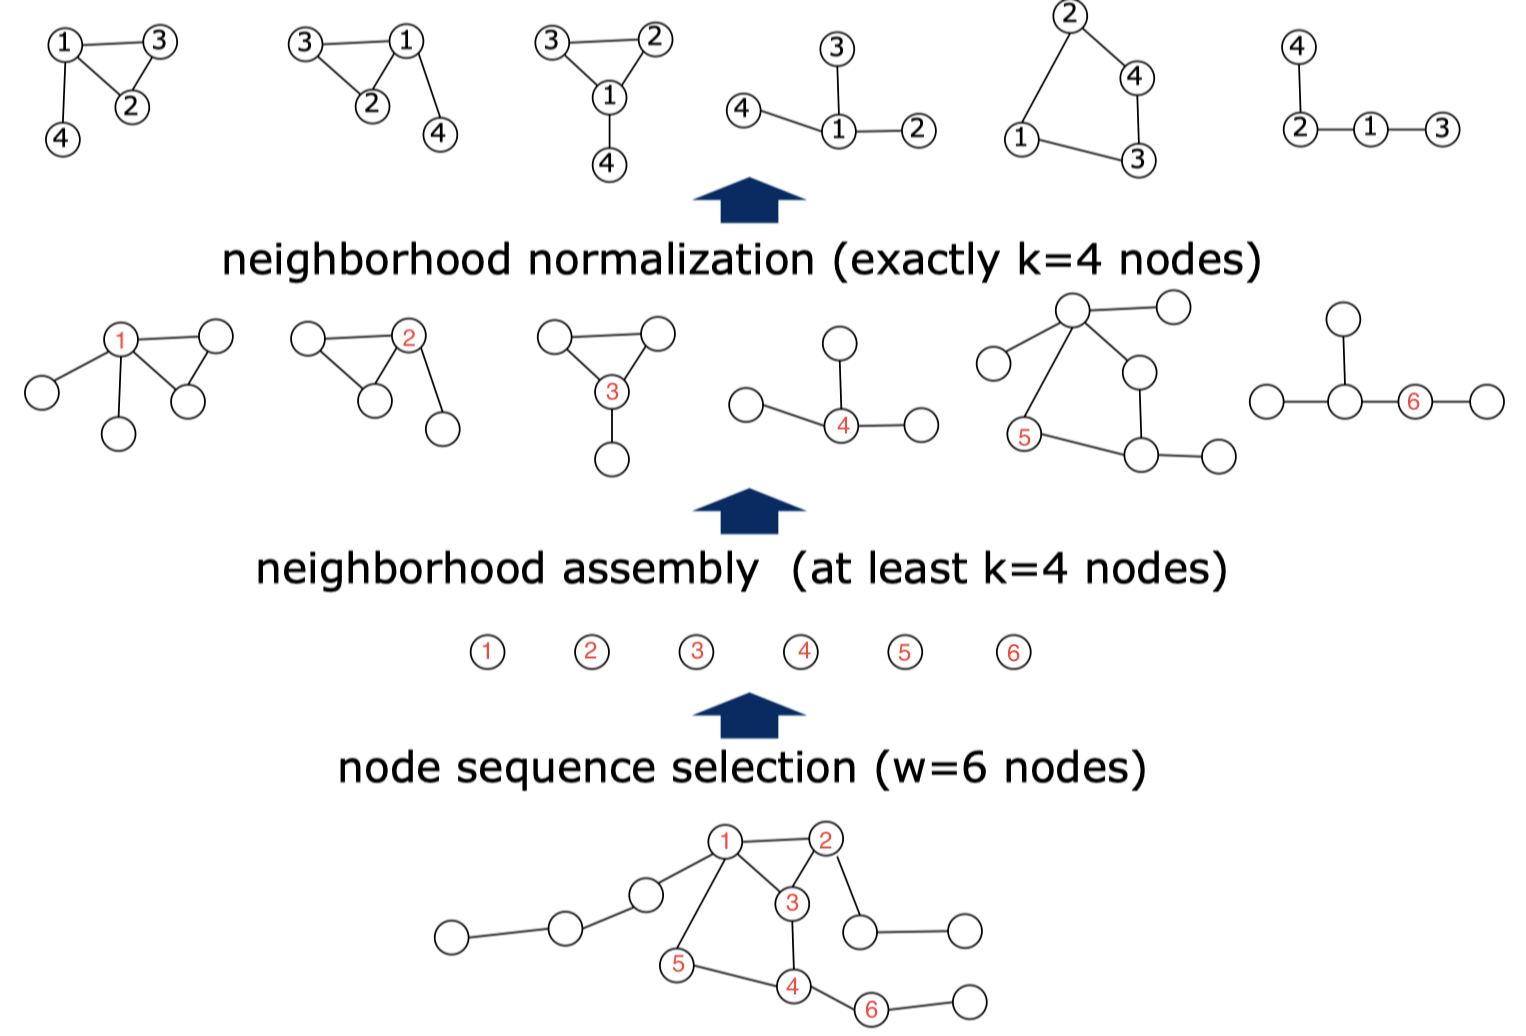 1 3 2 4
3 1 2 4
3 2 1 4
3 4 1 2
2 4 1 3
4 2 1 3
neighborhood normalization (exactly k=4 nodes)
1 2 3 4 5 6
neighborhood assembly (at least k=4 nodes)
1 2 3 4 5 6
node sequence selection (w=6 nodes)
1 2
3
5 4
6